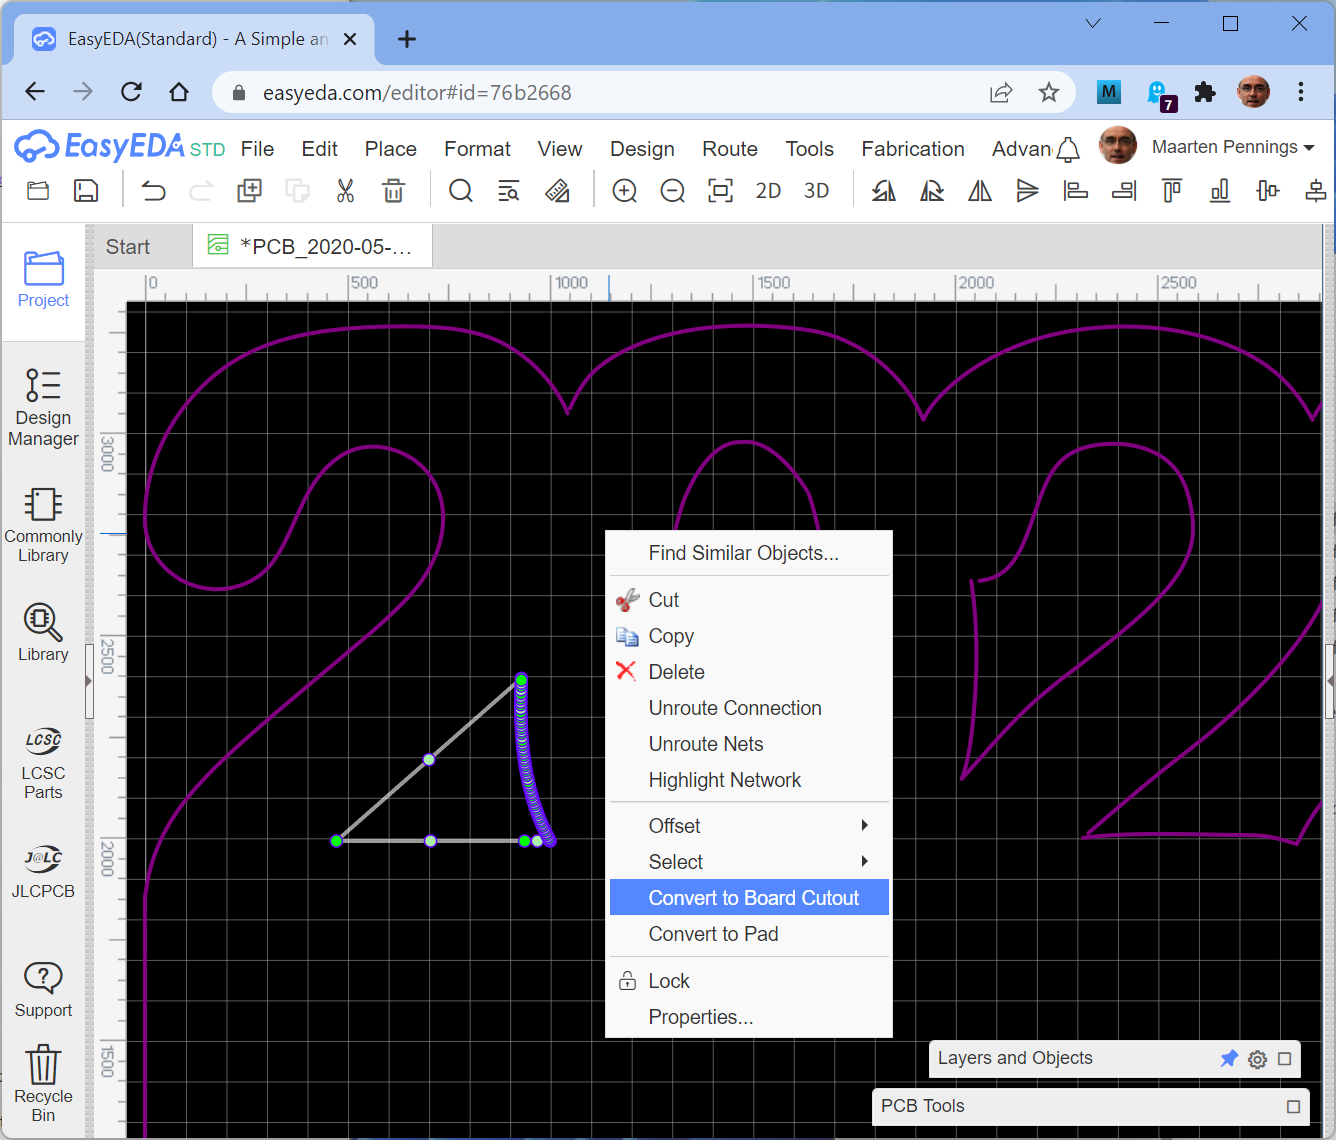 EasyEDA(Standard) - A Simple an
easyeda.com/editor#id=76b2668
M
7
EasyEDA STD File Edit Place Format View Design Route Tools Fabrication Advan Maarten Pennings
2D 3D
Start *PCB_2020-05-...
Project
0 500 1000 1500 2000 2500
Design
Manager
3000
Commonly
Library
Library
2500
LCSC
LCSC
Parts
2000
J@LC
JLCPCB
Support
1500
Recycle
Bin
Find Similar Objects...
Cut
Copy
Delete
Unroute Connection
Unroute Nets
Highlight Network
Offset
Select
Convert to Board Cutout
Convert to Pad
Lock
Properties...
Layers and Objects
PCB Tools